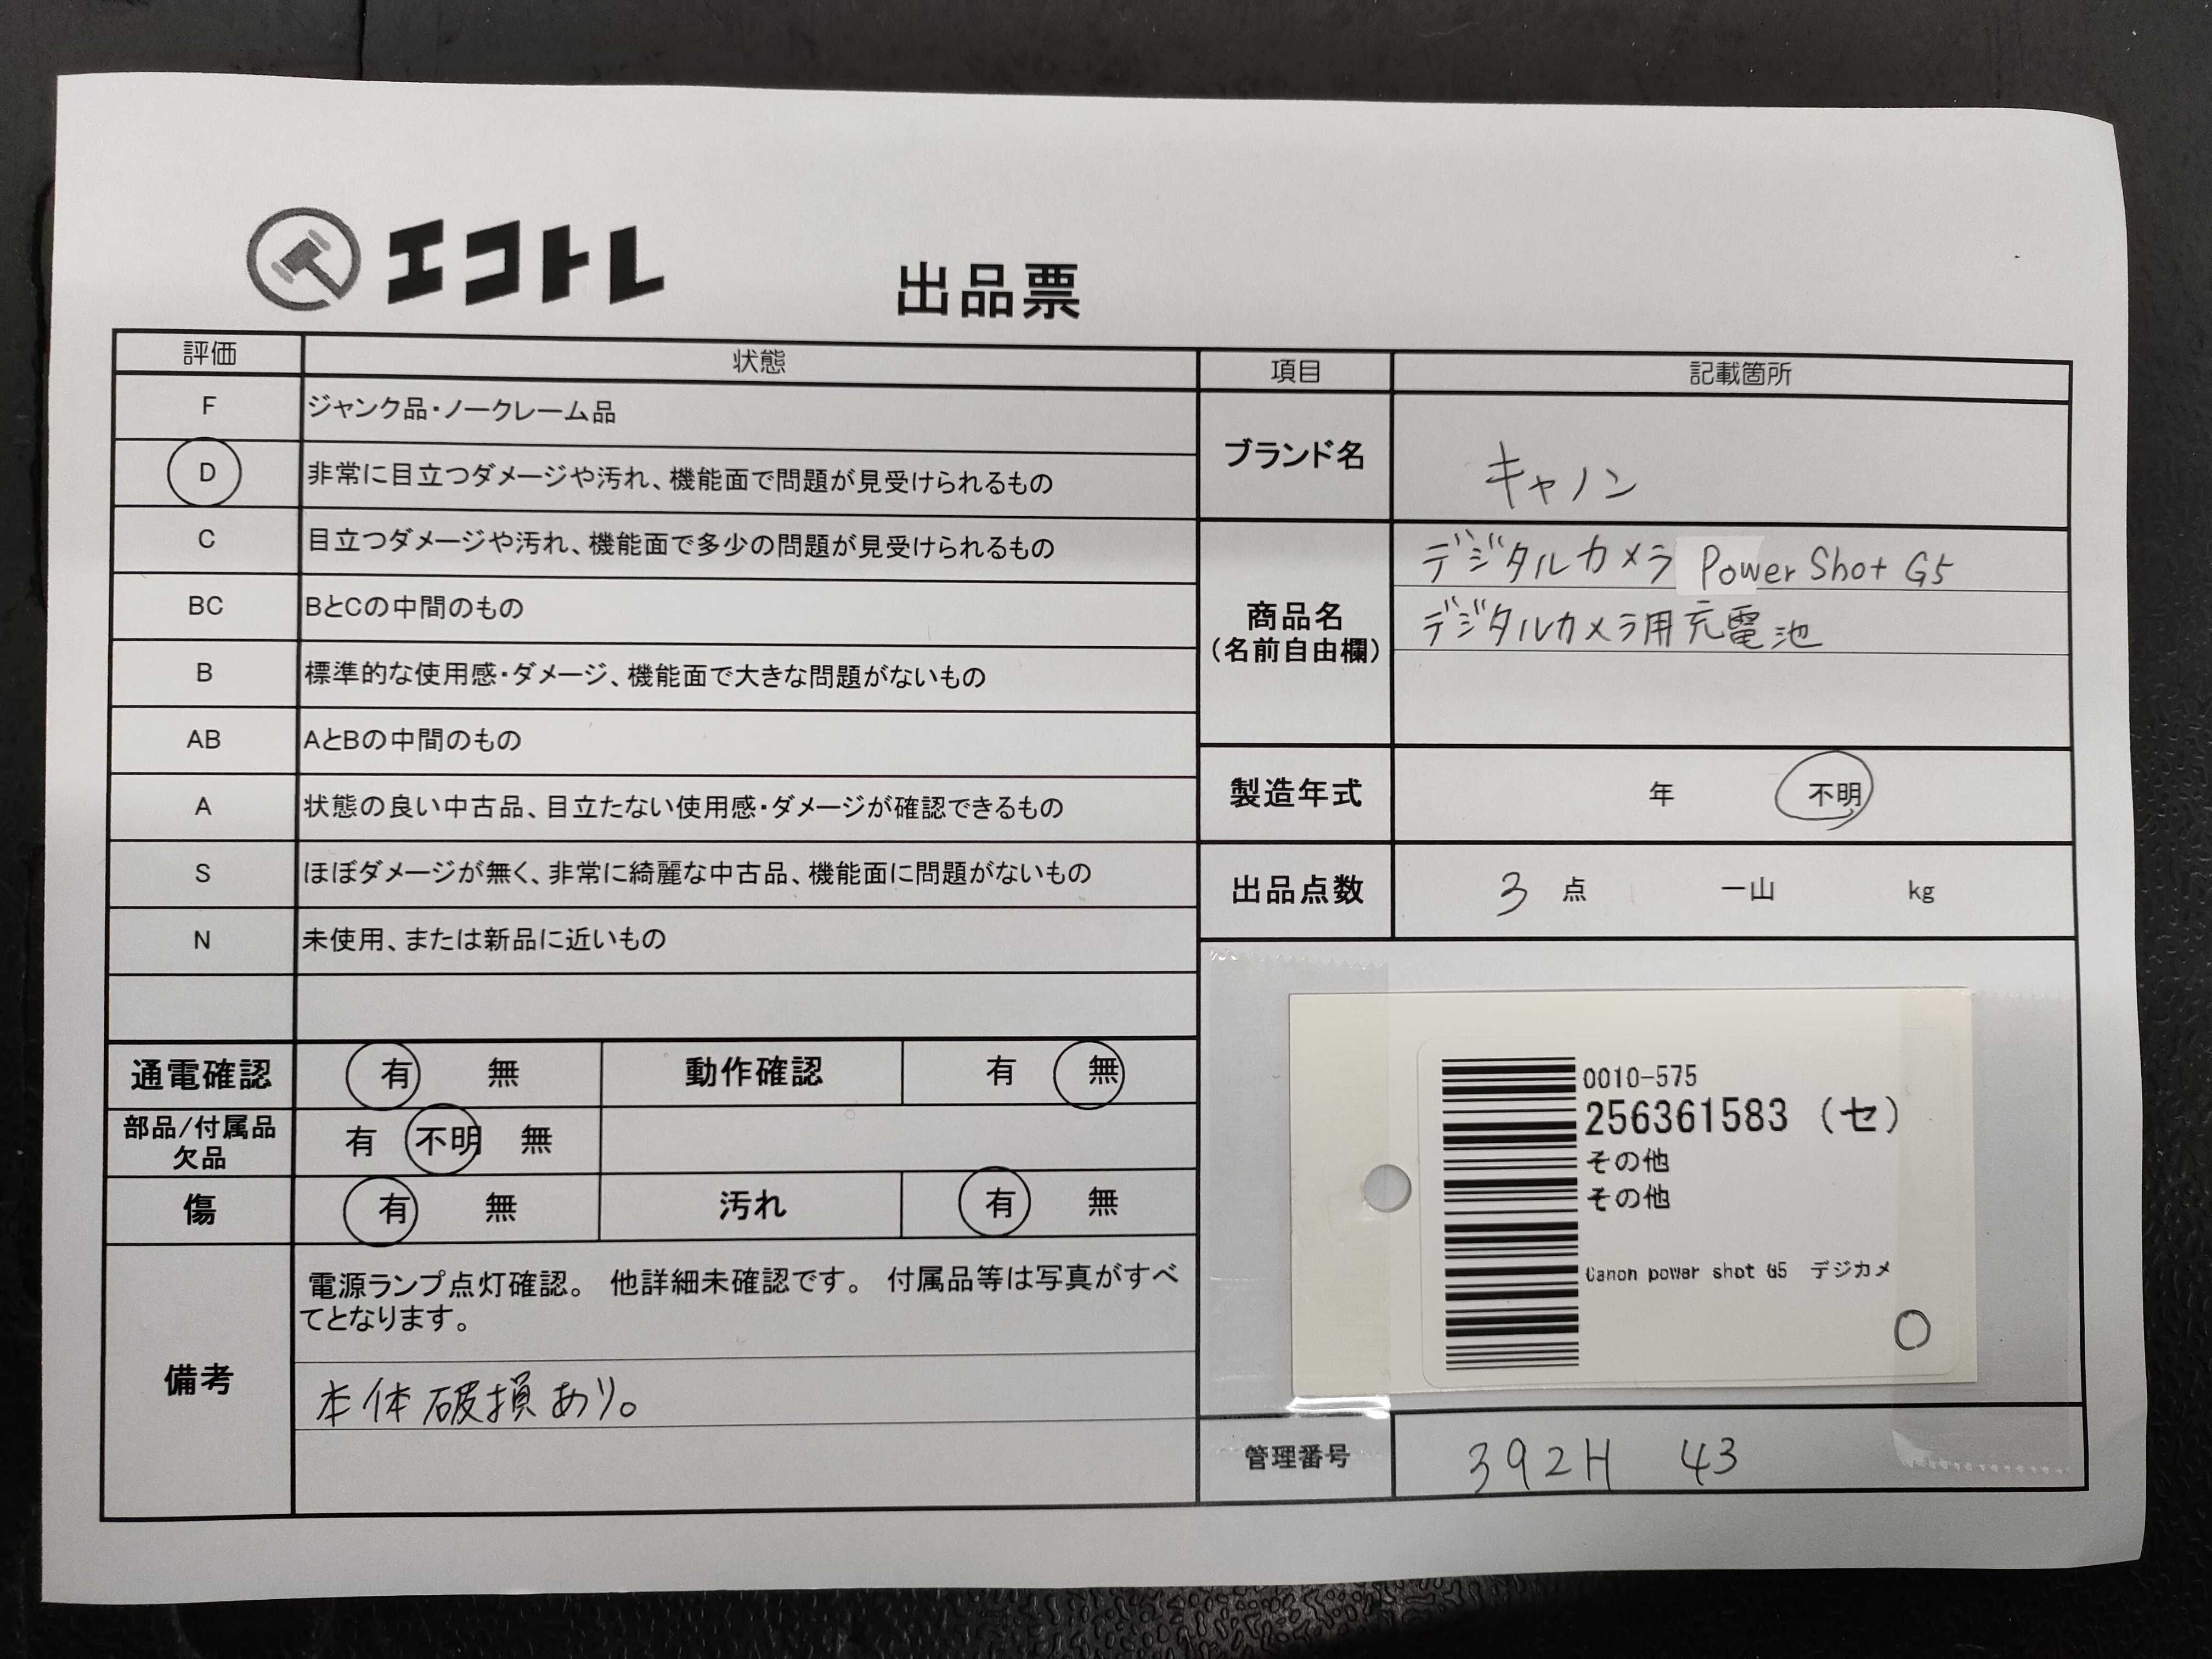 エコトレ
出品票
評価 状態
F ジャンク品・ノークレーム品
D 非常に目立つダメージや汚れ、機能面で問題が見受けられるもの
C 目立つダメージや汚れ、機能面で多少の問題が見受けられるもの
BC BとCの中間のもの
B 標準的な使用感・ダメージ、機能面で大きな問題がないもの
AB AとBの中間のもの
A 状態の良い中古品、目立たない使用感・ダメージが確認できるもの
S ほぼダメージが無く、非常に綺麗な中古品、機能面に問題がないもの
N 未使用、または新品に近いもの
通電確認 有 無 動作確認 有 無
部品/付属品
欠品
有 不明 無
傷 有 無 汚れ 有 無
備考
電源ランプ点灯確認。 他詳細未確認です。 付属品等は写真がすべ
てとなります。
本体破損あり。
項目 記載箇所
ブランド名 キャノン
商品名
(名前自由欄)
デジタルカメラ Power Shot G5
デジタルカメラ用充電池
製造年式 年 不明
出品点数 3 点 一山 kg
0010-575
256361583 (セ)
その他
その他
Canon power shot G5 デジカメ
管理番号 392H 43